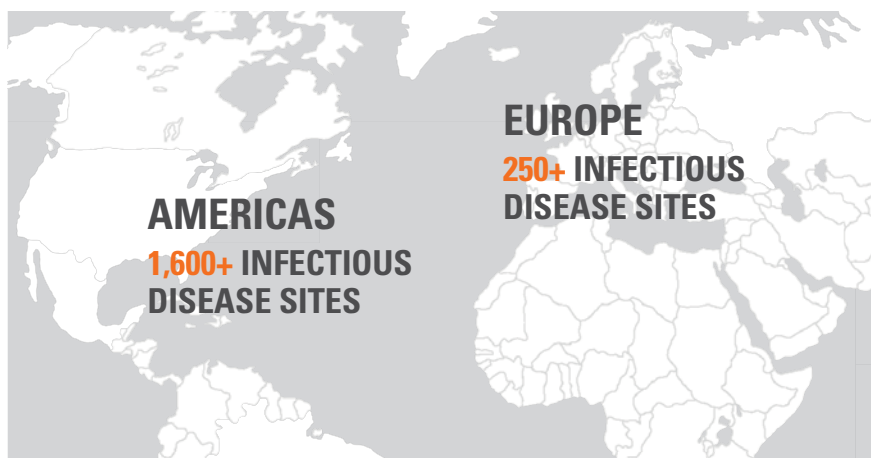 EUROPE
250+ INFECTIOUS
DISEASE SITES
AMERICAS
1,600+ INFECTIOUS
DISEASE SITES